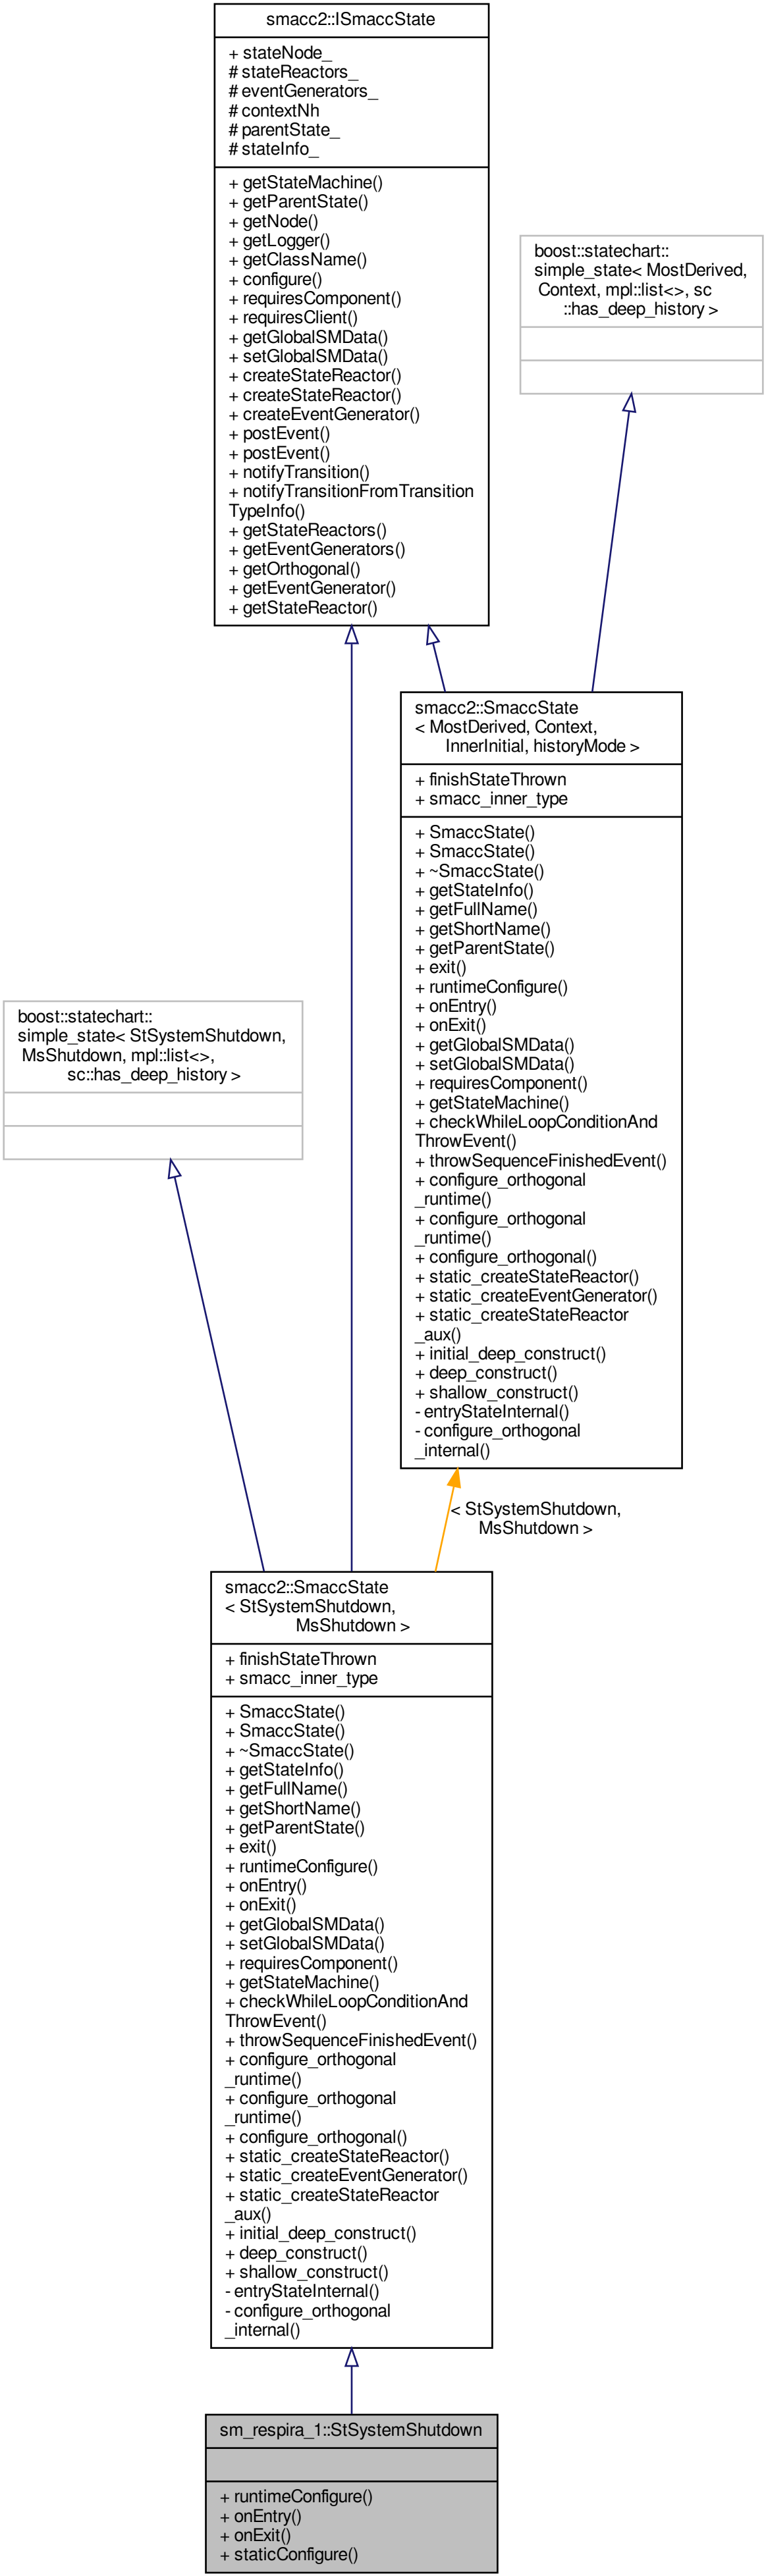 smacc2::ISmaccState
+ stateNode_
# stateReactors_
# eventGenerators_
# contextNh
# parentState_
# stateInfo_
+ getStateMachine()
+ getParentState()
+ getNode()
+ getLogger()
+ getClassName()
+ configure()
+ requiresComponent()
+ requiresClient()
+ getGlobalSMData()
+ setGlobalSMData()
+ createStateReactor()
+ createStateReactor()
+ createEventGenerator()
+ postEvent()
+ postEvent()
+ notifyTransition()
+ notifyTransitionFromTransition
TypeInfo()
+ getStateReactors()
+ getEventGenerators()
+ getOrthogonal()
+ getEventGenerator()
+ getStateReactor()
boost::statechart::
simple_state< MostDerived,
Context, mpl::list<>, sc
::has_deep_history >
smacc2::SmaccState
< MostDerived, Context,
InnerInitial, historyMode >
+ finishStateThrown
+ smacc_inner_type
+ SmaccState()
+ SmaccState()
+ ~SmaccState()
+ getStateInfo()
+ getFullName()
+ getShortName()
+ getParentState()
+ exit()
+ runtimeConfigure()
+ onEntry()
+ onExit()
+ getGlobalSMData()
+ setGlobalSMData()
+ requiresComponent()
+ getStateMachine()
+ checkWhileLoopConditionAnd
ThrowEvent()
+ throwSequenceFinishedEvent()
+ configure_orthogonal
_runtime()
+ configure_orthogonal
_runtime()
+ configure_orthogonal()
+ static_createStateReactor()
+ static_createEventGenerator()
+ static_createStateReactor
_aux()
+ initial_deep_construct()
+ deep_construct()
+ shallow_construct()
- entryStateInternal()
- configure_orthogonal
_internal()
boost::statechart::
simple_state< StSystemShutdown,
MsShutdown, mpl::list<>,
sc::has_deep_history >
< StSystemShutdown,
MsShutdown >
smacc2::SmaccState
< StSystemShutdown,
MsShutdown >
+ finishStateThrown
+ smacc_inner_type
+ SmaccState()
+ SmaccState()
+ ~SmaccState()
+ getStateInfo()
+ getFullName()
+ getShortName()
+ getParentState()
+ exit()
+ runtimeConfigure()
+ onEntry()
+ onExit()
+ getGlobalSMData()
+ setGlobalSMData()
+ requiresComponent()
+ getStateMachine()
+ checkWhileLoopConditionAnd
ThrowEvent()
+ throwSequenceFinishedEvent()
+ configure_orthogonal
_runtime()
+ configure_orthogonal
_runtime()
+ configure_orthogonal()
+ static_createStateReactor()
+ static_createEventGenerator()
+ static_createStateReactor
_aux()
+ initial_deep_construct()
+ deep_construct()
+ shallow_construct()
- entryStateInternal()
- configure_orthogonal
_internal()
sm_respira_1::StSystemShutdown
+ runtimeConfigure()
+ onEntry()
+ onExit()
+ staticConfigure()